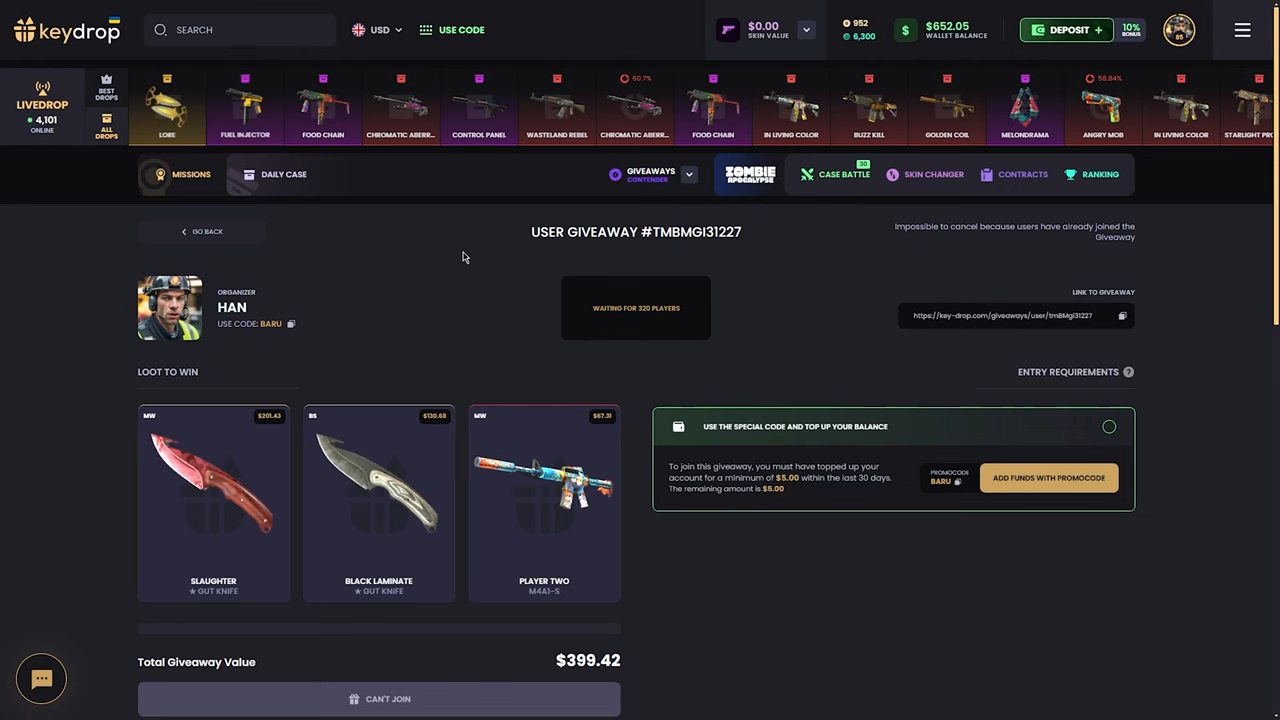 keydrop
SEARCH
USD
USE CODE
$0.00
SKIN VALUE
952
6,300
$
$652.05
WALLET BALANCE
DEPOSIT +
10%
BONUS
85
LIVEDROP
4,101
ONLINE
BEST
DROPS
ALL
DROPS
LORE
FUEL INJECTOR
FOOD CHAIN
CHROMATIC ABERR...
CONTROL PANEL
WASTELAND REBEL
60.7%
CHROMATIC ABERR...
FOOD CHAIN
IN LIVING COLOR
BUZZ KILL
GOLDEN COIL
MELONDRAMA
58.84%
ANGRY MOB
IN LIVING COLOR
STARLIGHT PRO
MISSIONS
DAILY CASE
GIVEAWAYS
CONTENDER
ZOMBIE
APOCALYPSE
CASE BATTLE
30
SKIN CHANGER
CONTRACTS
RANKING
GO BACK
USER GIVEAWAY #TMBMGI31227
Impossible to cancel because users have already joined the
Giveaway
ORGANIZER
HAN
USE CODE: BARU
WAITING FOR 320 PLAYERS
LINK TO GIVEAWAY
https://key-drop.com/giveaways/user/tmBMgi31227
LOOT TO WIN
ENTRY REQUIREMENTS ?
MW
$201.43
SLAUGHTER
★ GUT KNIFE
BS
$130.68
BLACK LAMINATE
★ GUT KNIFE
MW
$67.31
PLAYER TWO
M4A1-S
USE THE SPECIAL CODE AND TOP UP YOUR BALANCE
To join this giveaway, you must have topped up your
account for a minimum of $5.00 within the last 30 days.
The remaining amount is $5.00
PROMOCODE
BARU
ADD FUNDS WITH PROMOCODE
Total Giveaway Value
$399.42
CAN'T JOIN